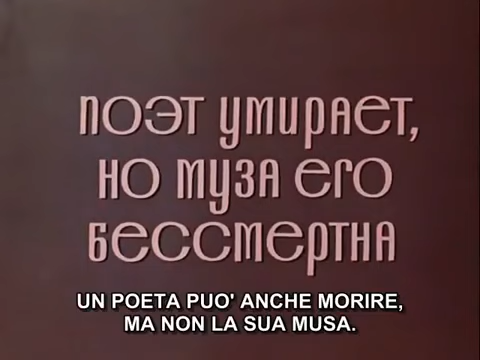 поэт умирает,
но муза его
бессмертна
UN POETA PUO' ANCHE MORIRE,
MA NON LA SUA MUSA.